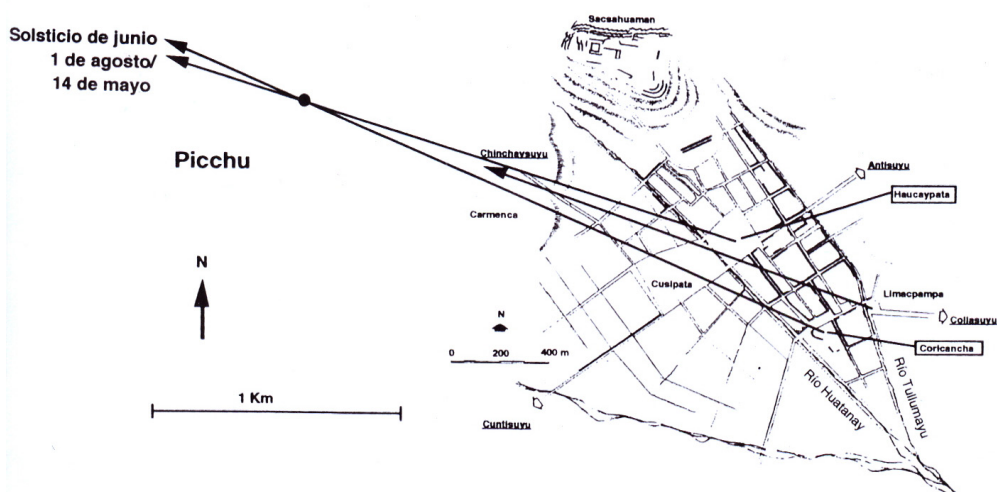 Sacsahuaman
Solsticio de junio
1 de agosto/
14 de mayo
Picchu
Chinchaysuyu
Antisuyu
Haucaypata
Carmenca
N
Cusipata
Limacpampa
N
Collasuyu
0 200 400 m
Coricancha
1 Km
Río Huatanay
Río Tullumayu
Cuntisuyu